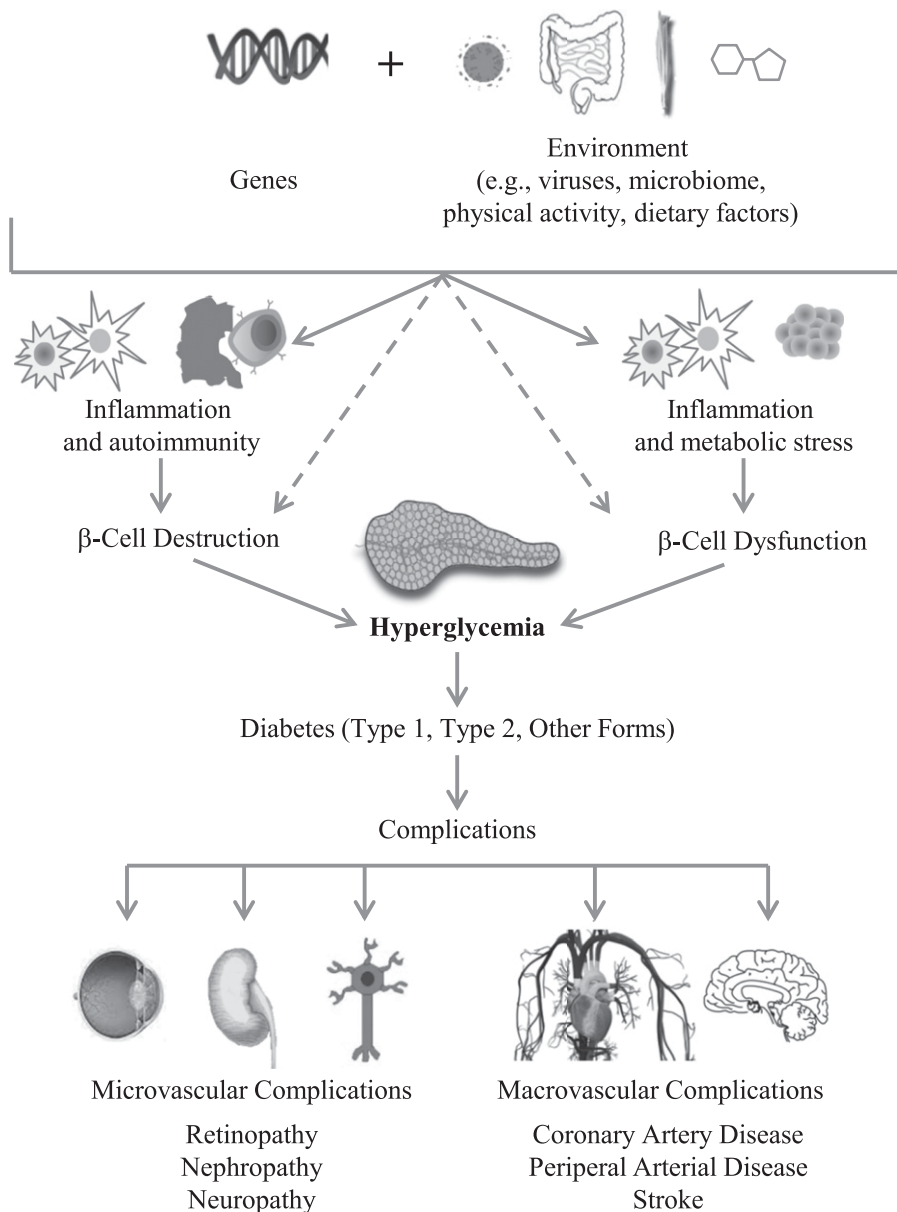 +
Genes
Environment
(e.g., viruses, microbiome,
physical activity, dietary factors)
Inflammation
and autoimmunity
Inflammation
and metabolic stress
β-Cell Destruction
β-Cell Dysfunction
Hyperglycemia
Diabetes (Type 1, Type 2, Other Forms)
Complications
Microvascular Complications
Retinopathy
Nephropathy
Neuropathy
Macrovascular Complications
Coronary Artery Disease
Periperal Arterial Disease
Stroke